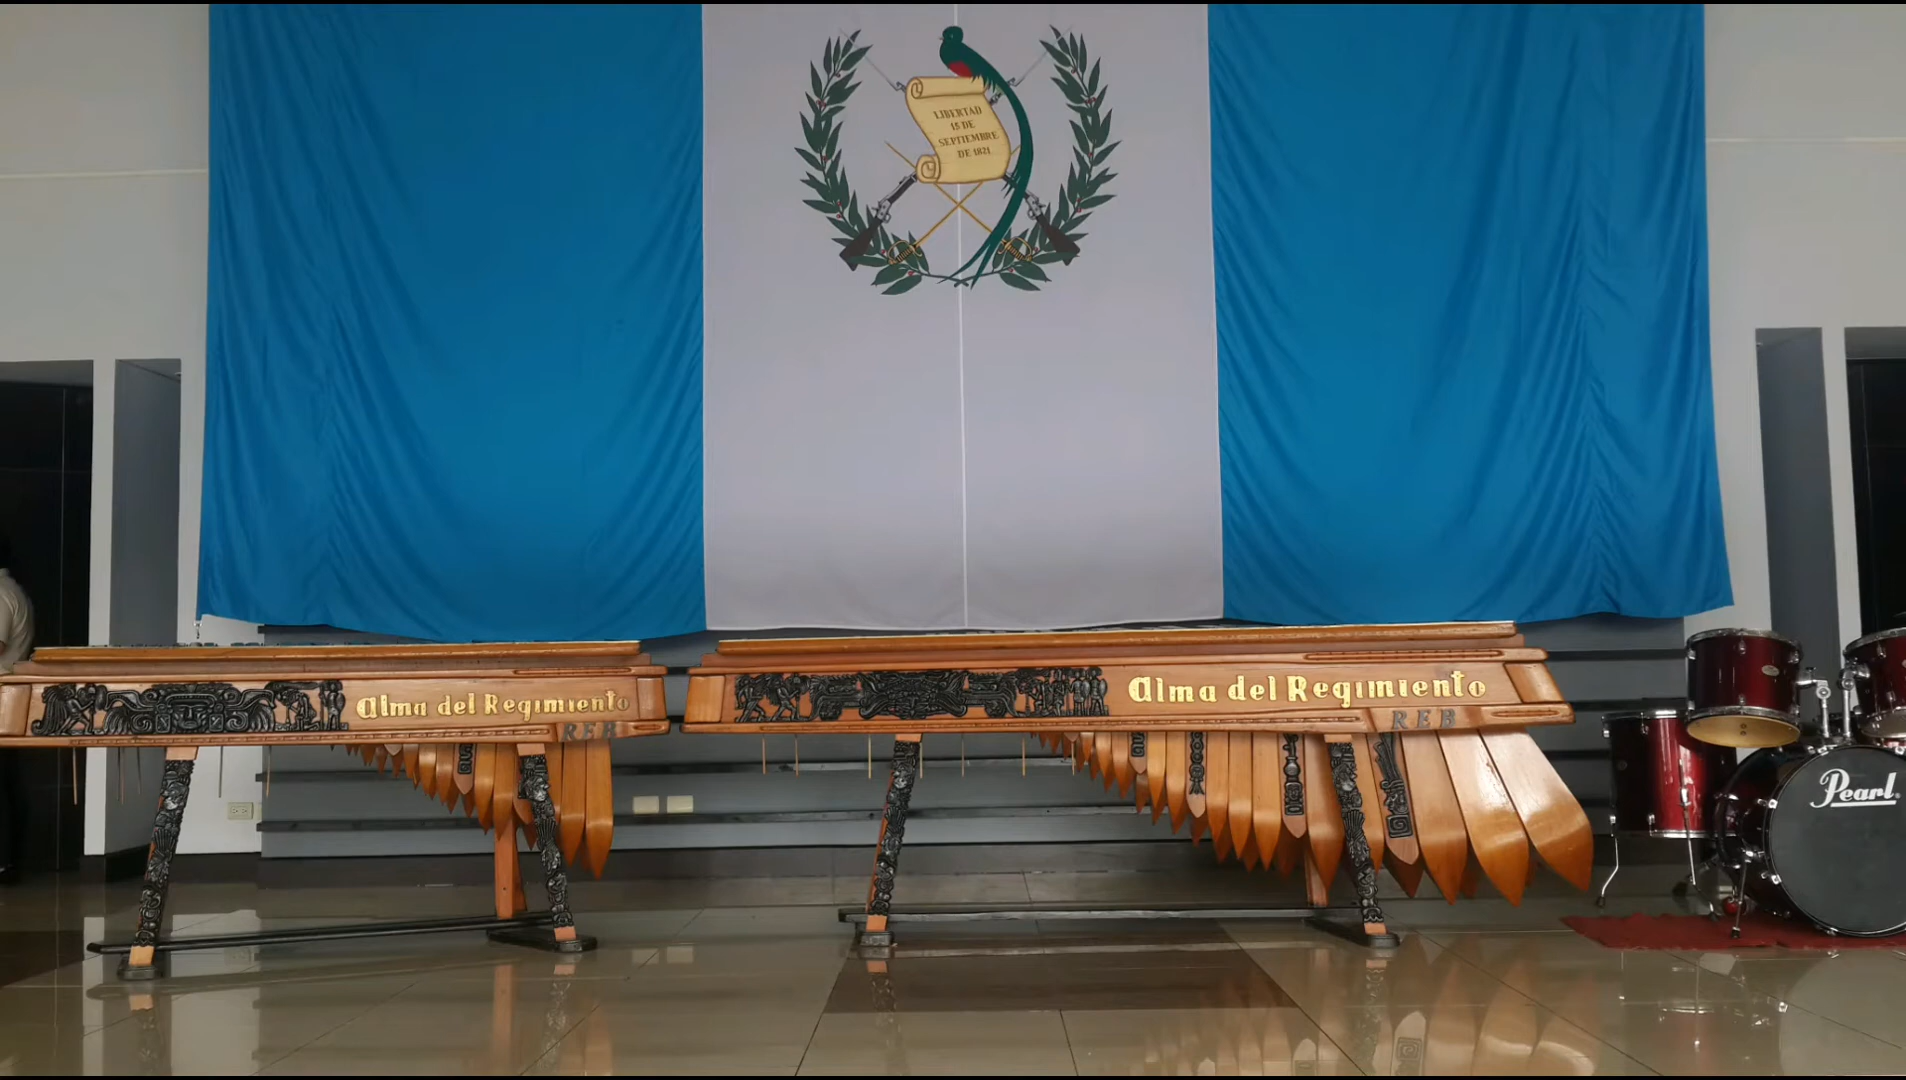 LIBERTAD
15 DE
SEPTIEMBRE
DE 1821
alma del Regimiento
REB
alma del Regimiento
REB
Pearl